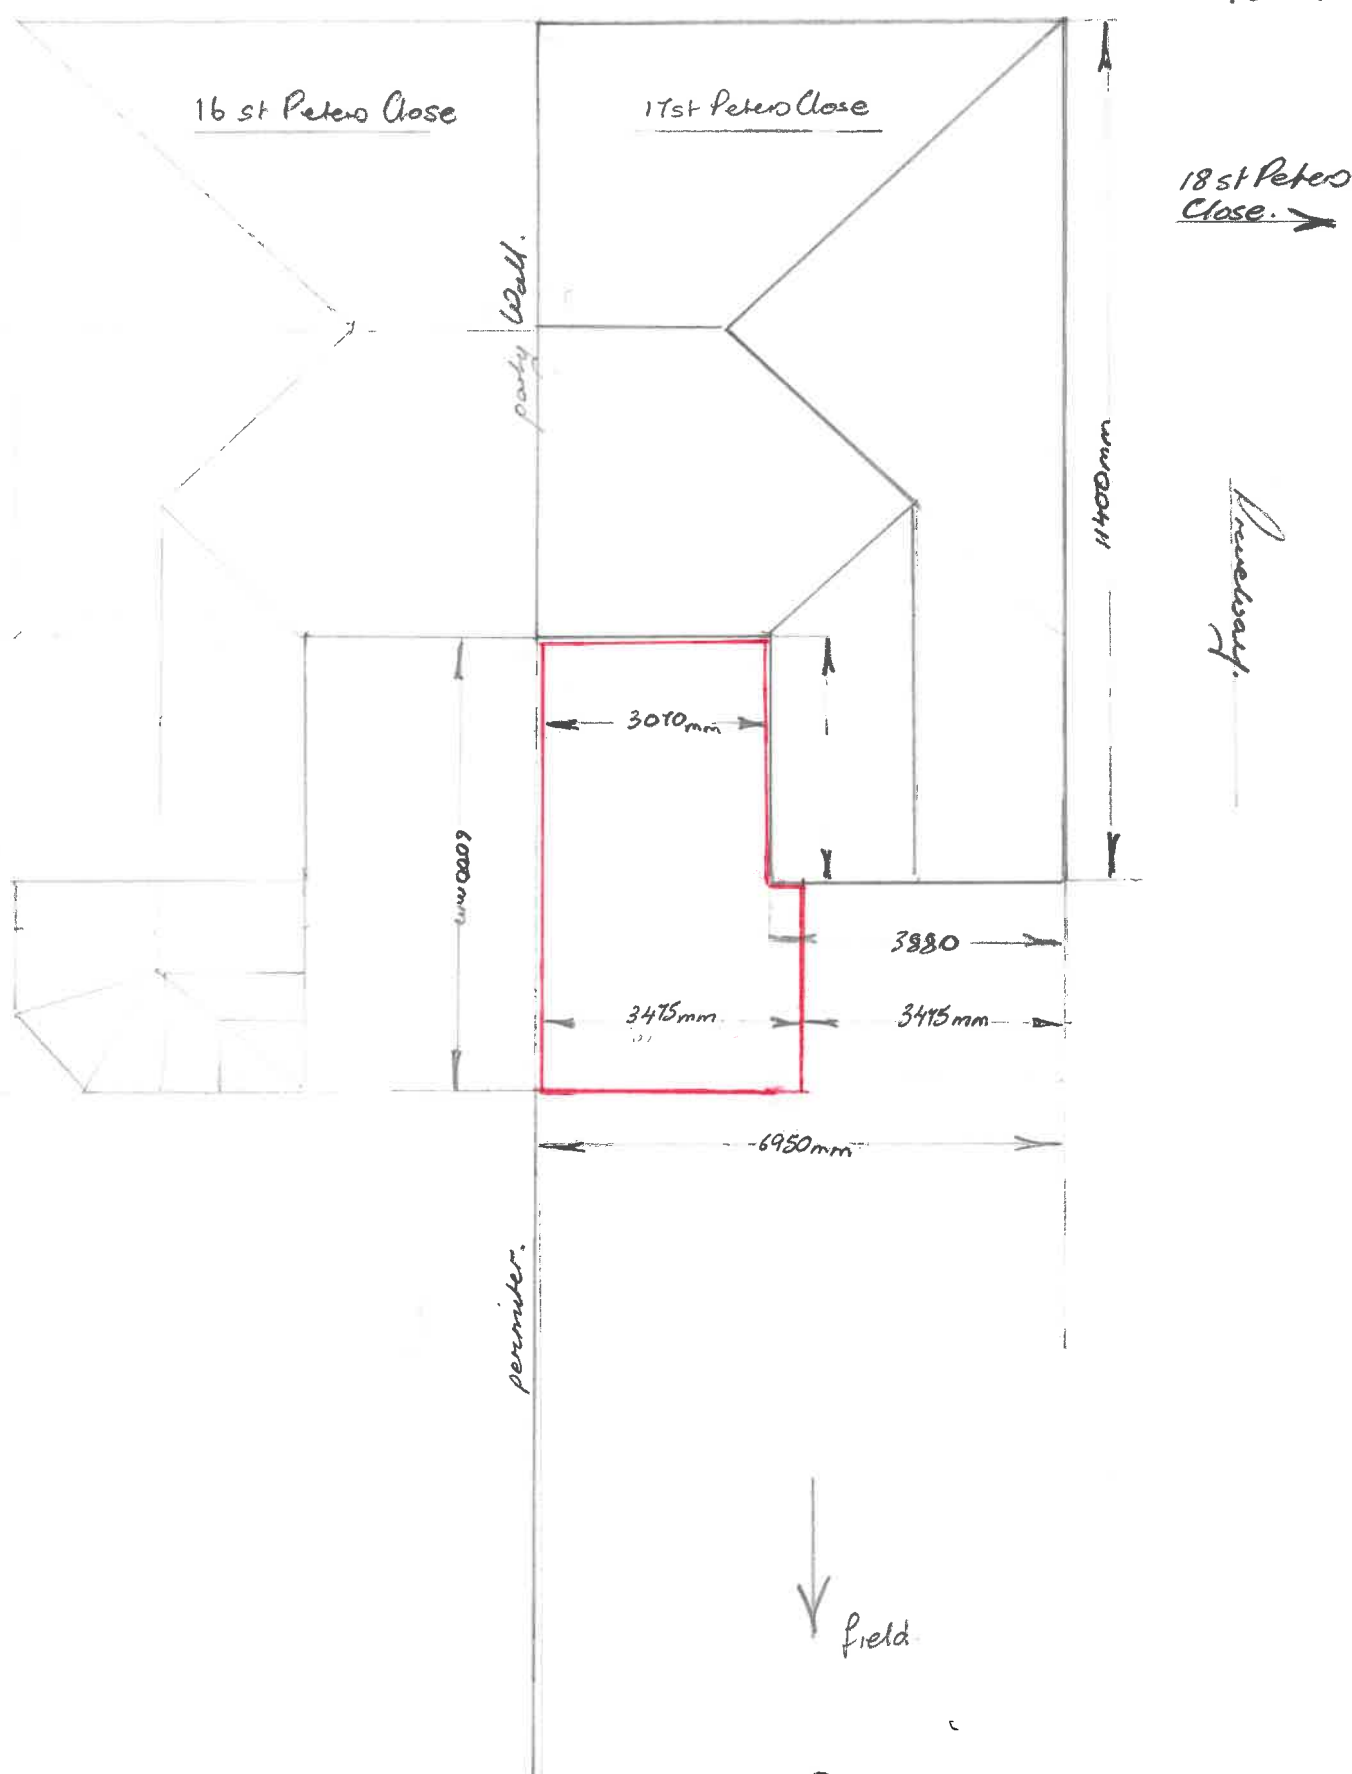 16 st Peters Close
17 st Peters Close
18 st Peters
Close.
party Wall.
11400mm
Driveway.
3070mm
6000mm
3880
3475mm
3475mm
6950mm
perimiter.
field